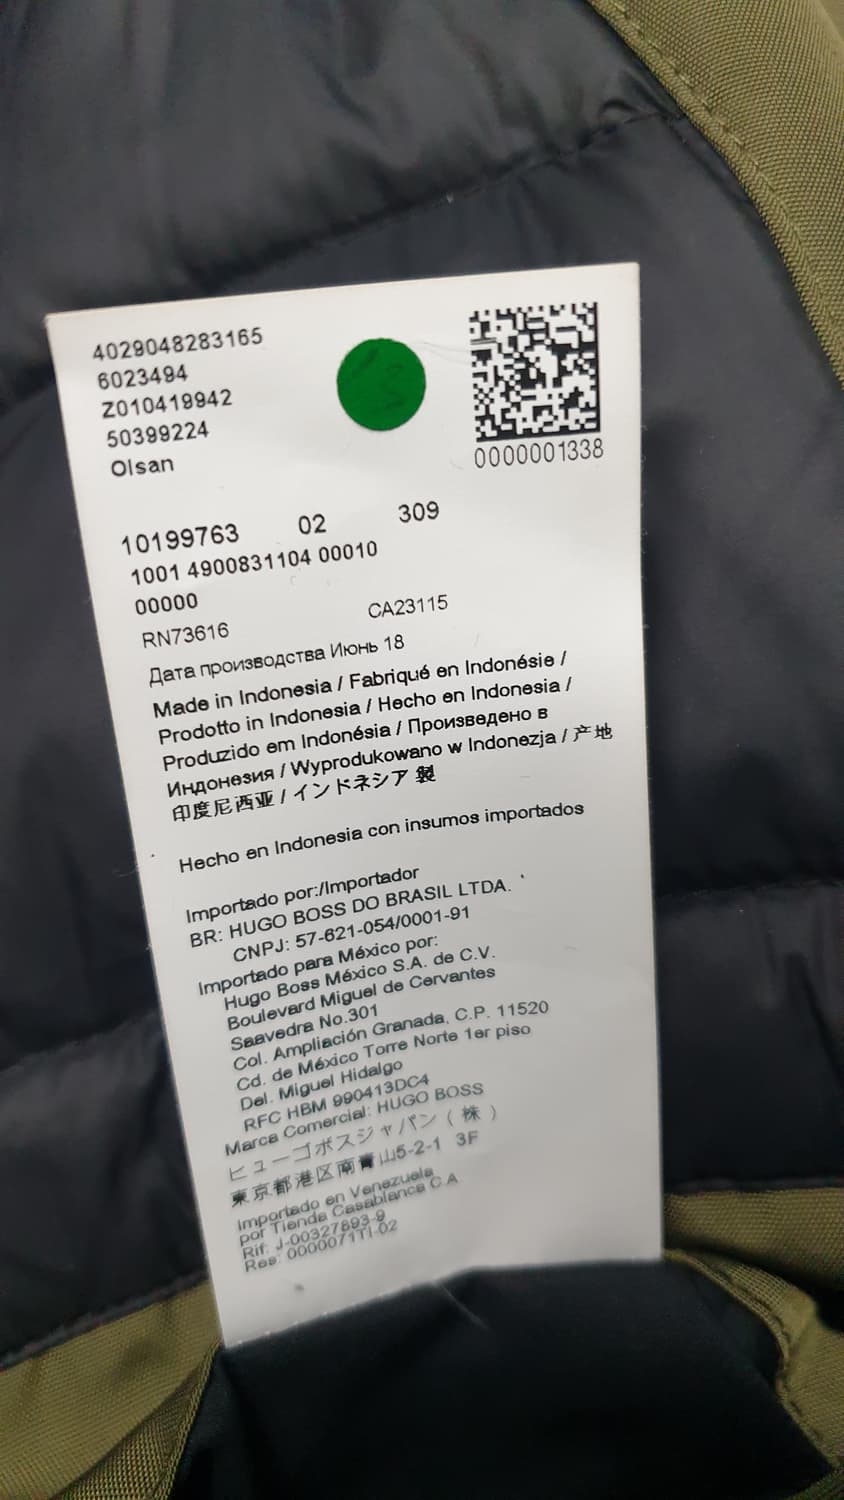 4029048283165
6023494
Z010419942
50399224
Olsan
0000001338
10199763 02 309
1001 4900831104 00010
00000
RN73616 CA23115
Дата производства Июнь 18
Made in Indonesia / Fabriqué en Indonésie /
Prodotto in Indonesia / Hecho en Indonesia /
Produzido em Indonésia / Произведено в
Индонезия / Wyprodukowano w Indonezja / 产地
印度尼西亚 / インドネシア 製
Hecho en Indonesia con insumos importados
Importado por:/Importador
BR: HUGO BOSS DO BRASIL LTDA.
CNPJ: 57-621-054/0001-91
Importado para México por:
Hugo Boss México S.A. de C.V.
Boulevard Miguel de Cervantes
Saavedra No.301
Col. Ampliación Granada, C.P. 11520
Cd. de México Torre Norte 1er piso
Del. Miguel Hidalgo
RFC HBM 990413DC4
Marca Comercial: HUGO BOSS
ヒューゴボスジャパン ( 株 )
東京都港区南青山5-2-1 3F
Importado en Venezuela
por Tienda Casablanca C.A
Rif: J-00327893-9
Res: 0000071TI-02